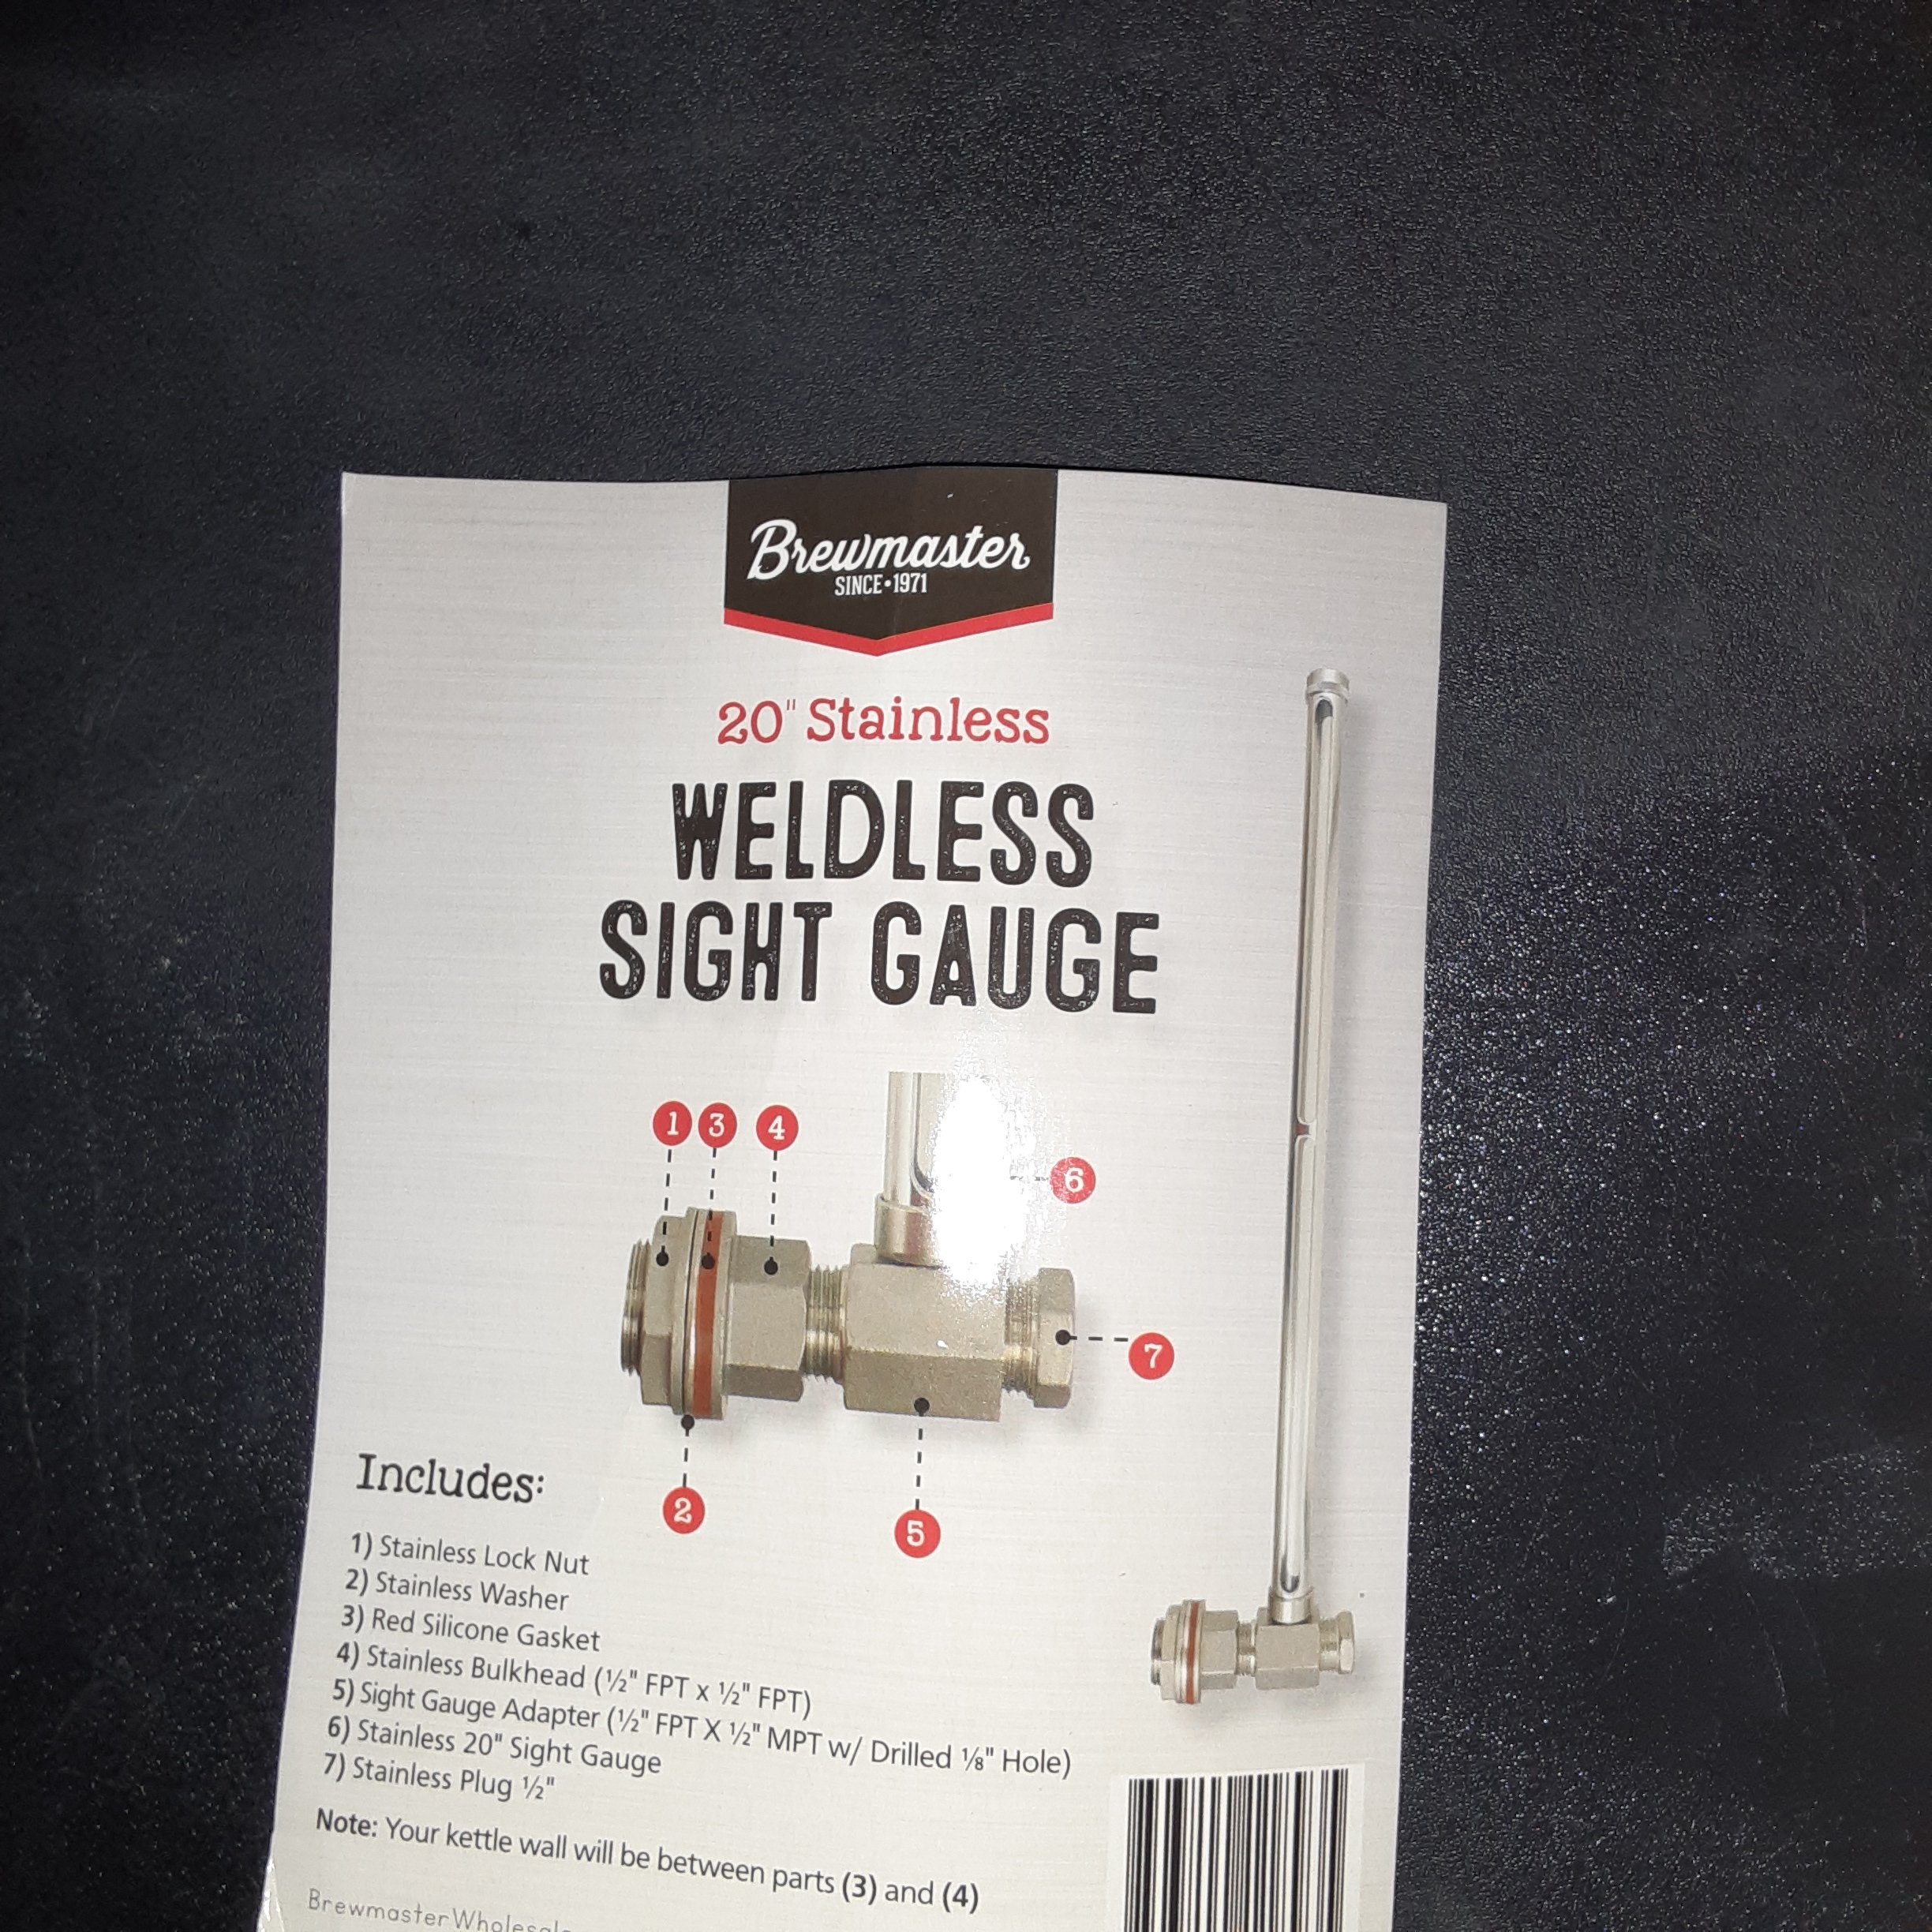 Brewmaster
SINCE•1971
20" Stainless
WELDLESS
SIGHT GAUGE
1 3 4
6
7
2
5
Includes:
1) Stainless Lock Nut
2) Stainless Washer
3) Red Silicone Gasket
4) Stainless Bulkhead (½" FPT x ½" FPT)
5) Sight Gauge Adapter (½" FPT X ½" MPT w/ Drilled ⅛" Hole)
6) Stainless 20" Sight Gauge
7) Stainless Plug ½"
Note: Your kettle wall will be between parts (3) and (4)